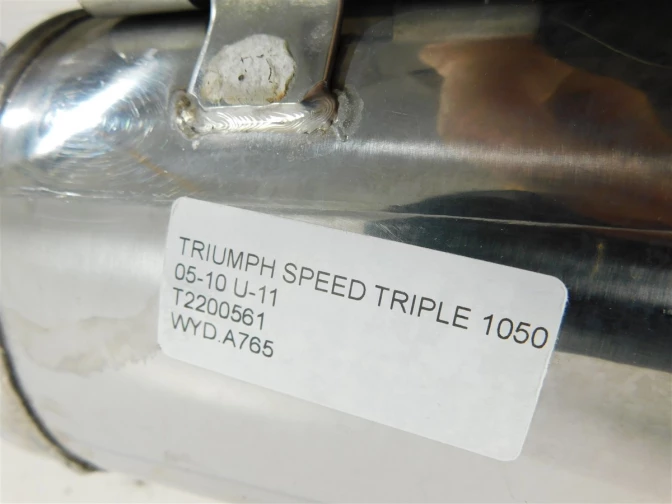 TRIUMPH SPEED TRIPLE 1050
05-10 U-11
T2200561
WYD.A765